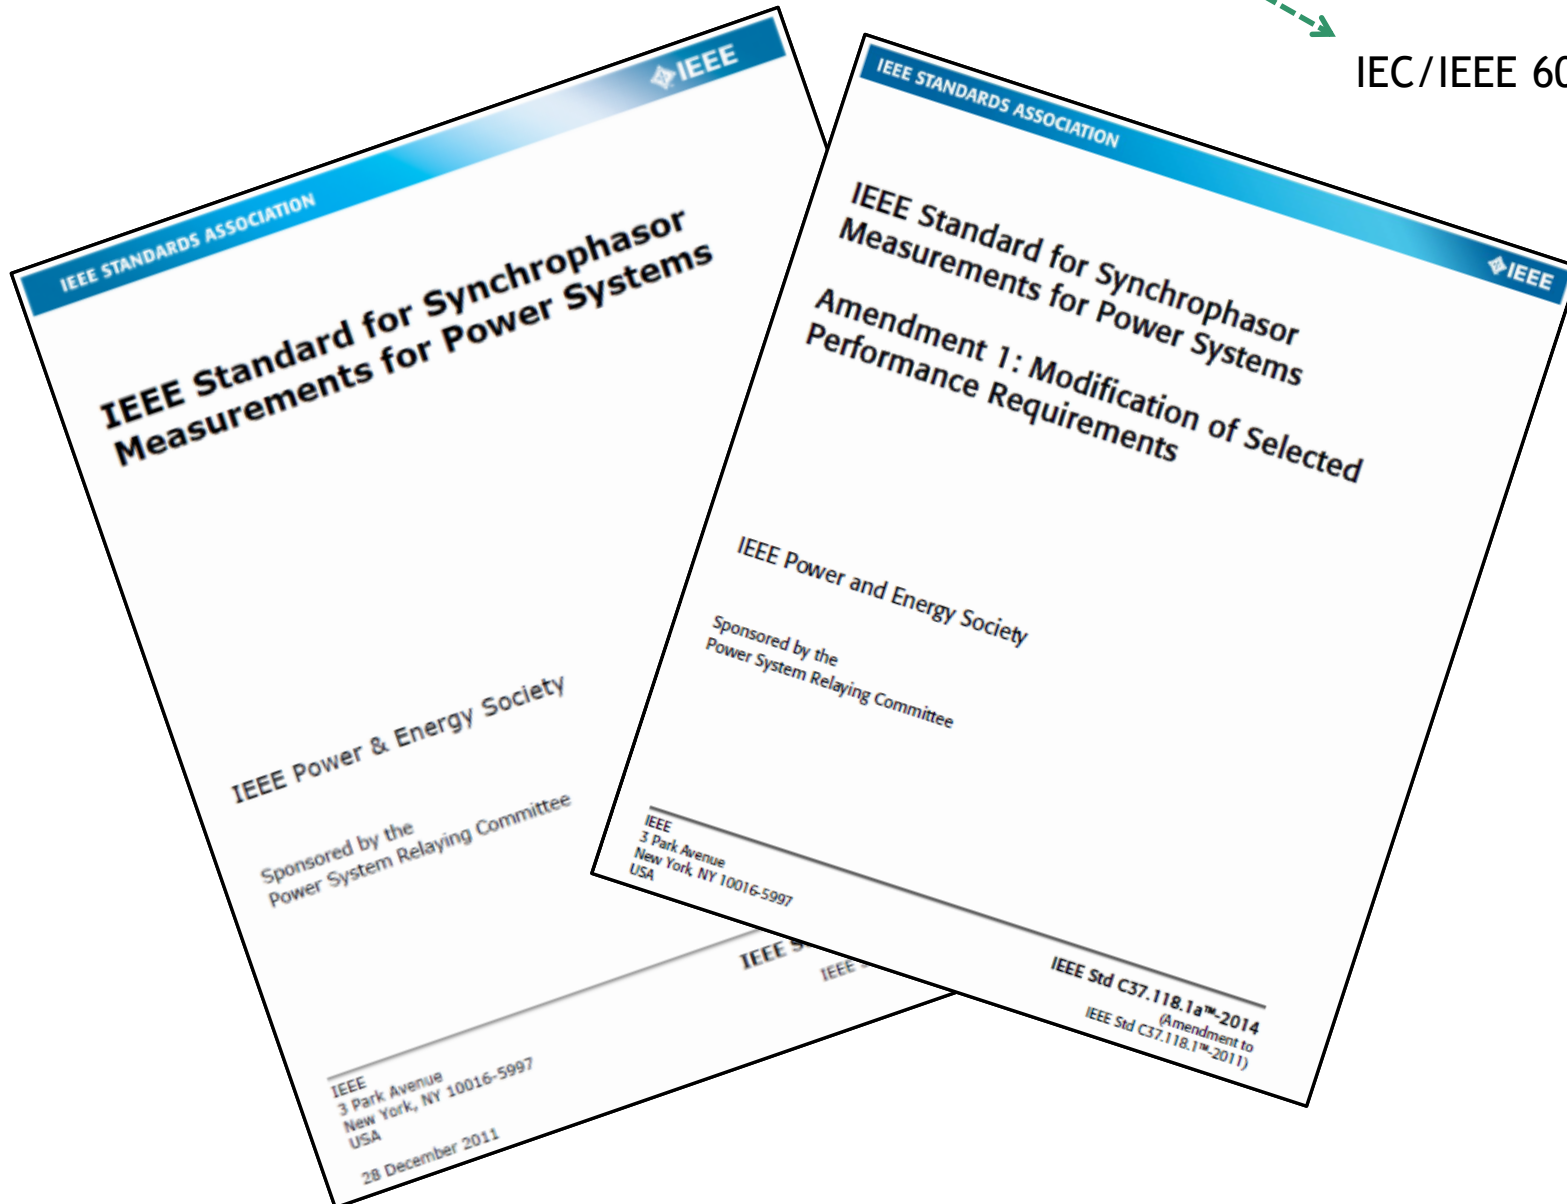 IEC/IEEE 60
IEEE
IEEE STANDARDS ASSOCIATION
IEEE Standard for Synchrophasor
Measurements for Power Systems
IEEE Power & Energy Society
Sponsored by the
Power System Relaying Committee
IEEE S
IEEE S
IEEE
3 Park Avenue
New York, NY 10016-5997
USA
28 December 2011
IEEE STANDARDS ASSOCIATION
IEEE
IEEE Standard for Synchrophasor
Measurements for Power Systems
Amendment 1: Modification of Selected
Performance Requirements
IEEE Power and Energy Society
Sponsored by the
Power System Relaying Committee
IEEE
3 Park Avenue
New York, NY 10016-5997
USA
IEEE Std C37.118.1a™-2014
(Amendment to
IEEE Std C37.118.1™-2011)